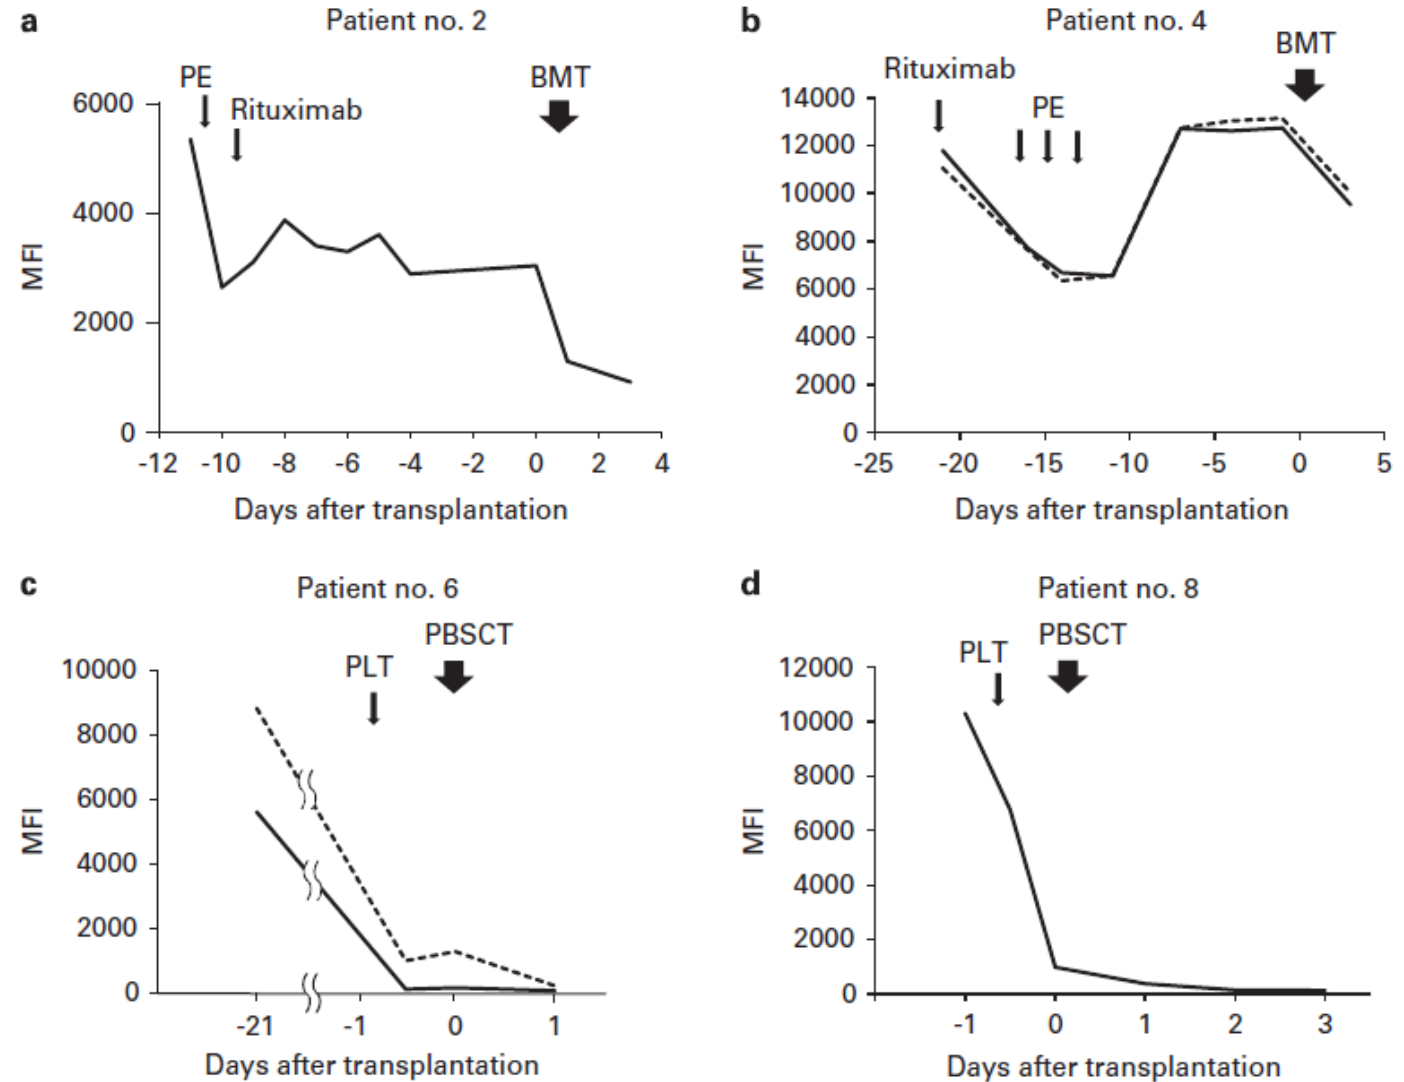 a
Patient no. 2
PE
Rituximab
BMT
6000
4000
2000
0
MFI
-12 -10 -8 -6 -4 -2 0 2 4
Days after transplantation
b
Patient no. 4
BMT
Rituximab
PE
14000
12000
10000
8000
6000
4000
2000
0
MFI
-25 -20 -15 -10 -5 0 5
Days after transplantation
c
Patient no. 6
PBSCT
PLT
10000
8000
6000
4000
2000
0
MFI
-21 -1 0 1
Days after transplantation
d
Patient no. 8
PBSCT
PLT
12000
10000
8000
6000
4000
2000
0
MFI
-1 0 1 2 3
Days after transplantation